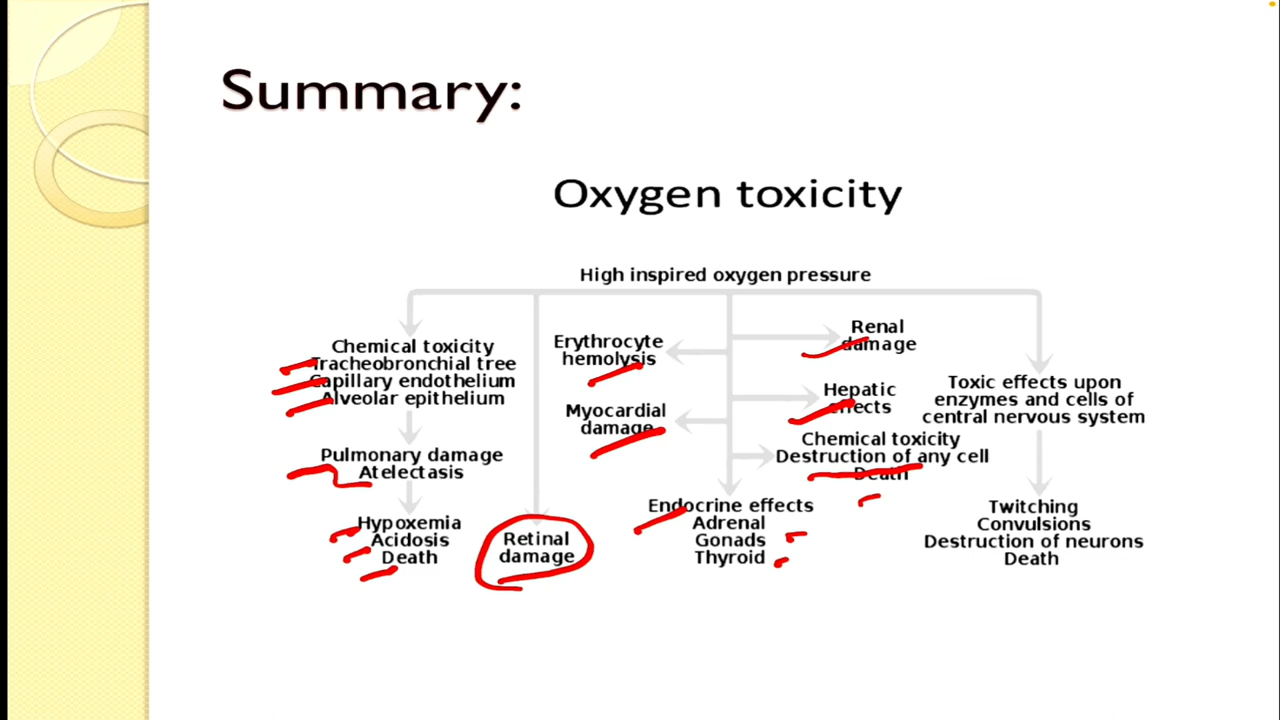 Summary:
Oxygen toxicity
High inspired oxygen pressure
Chemical toxicity
Tracheobronchial tree
Capillary endothelium
Alveolar epithelium
Pulmonary damage
Atelectasis
Hypoxemia
Acidosis
Death
Retinal
damage
Erythrocyte
hemolysis
Myocardial
damage
Endocrine effects
Adrenal
Gonads
Thyroid
Renal
damage
Hepatic
effects
Chemical toxicity
Destruction of any cell
Death
Toxic effects upon
enzymes and cells of
central nervous system
Twitching
Convulsions
Destruction of neurons
Death